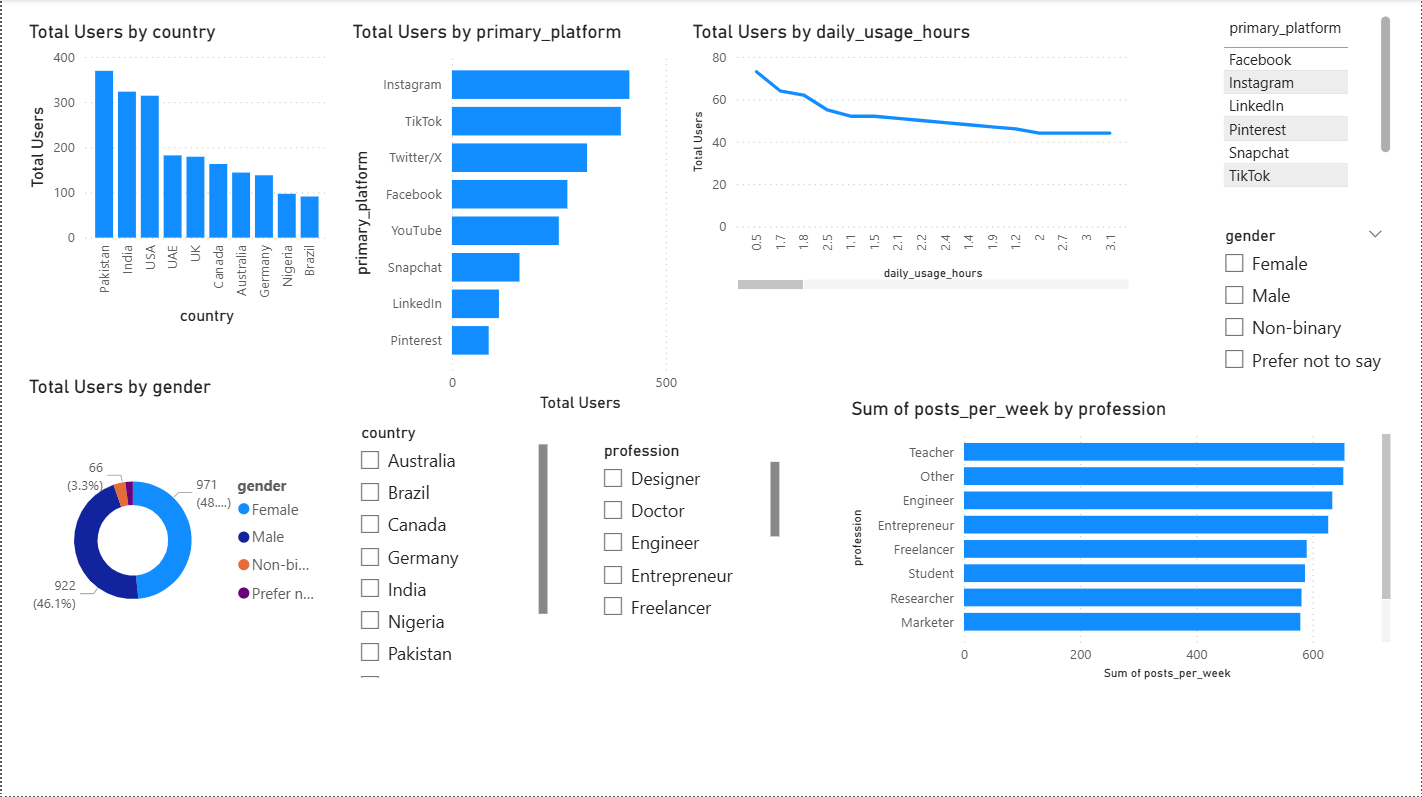 Total Users by country
400
300
200
100
0
Total Users
Pakistan
India
USA
UAE
UK
Canada
Australia
Germany
Nigeria
Brazil
country
Total Users by primary_platform
primary_platform
Instagram
TikTok
Twitter/X
Facebook
YouTube
Snapchat
LinkedIn
Pinterest
0 500
Total Users
Total Users by daily_usage_hours
80
60
40
20
0
Total Users
0.5 1.7 1.8 2.5 1.1 1.5 2.1 2.2 2.4 1.4 1.9 1.2 2 2.7 3 3.1
daily_usage_hours
primary_platform
Facebook
Instagram
LinkedIn
Pinterest
Snapchat
TikTok
gender
Female
Male
Non-binary
Prefer not to say
Total Users by gender
66
(3.3%)
971
(48....)
922
(46.1%)
gender
Female
Male
Non-bi...
Prefer n...
country
Australia
Brazil
Canada
Germany
India
Nigeria
Pakistan
profession
Designer
Doctor
Engineer
Entrepreneur
Freelancer
Sum of posts_per_week by profession
profession
Teacher
Other
Engineer
Entrepreneur
Freelancer
Student
Researcher
Marketer
0 200 400 600
Sum of posts_per_week